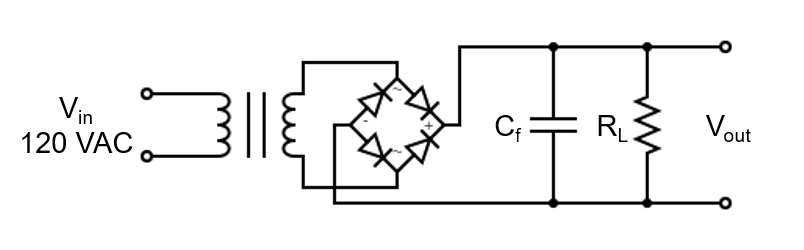 V_in
120 VAC
~
-
+
~
C_f
R_L
V_out